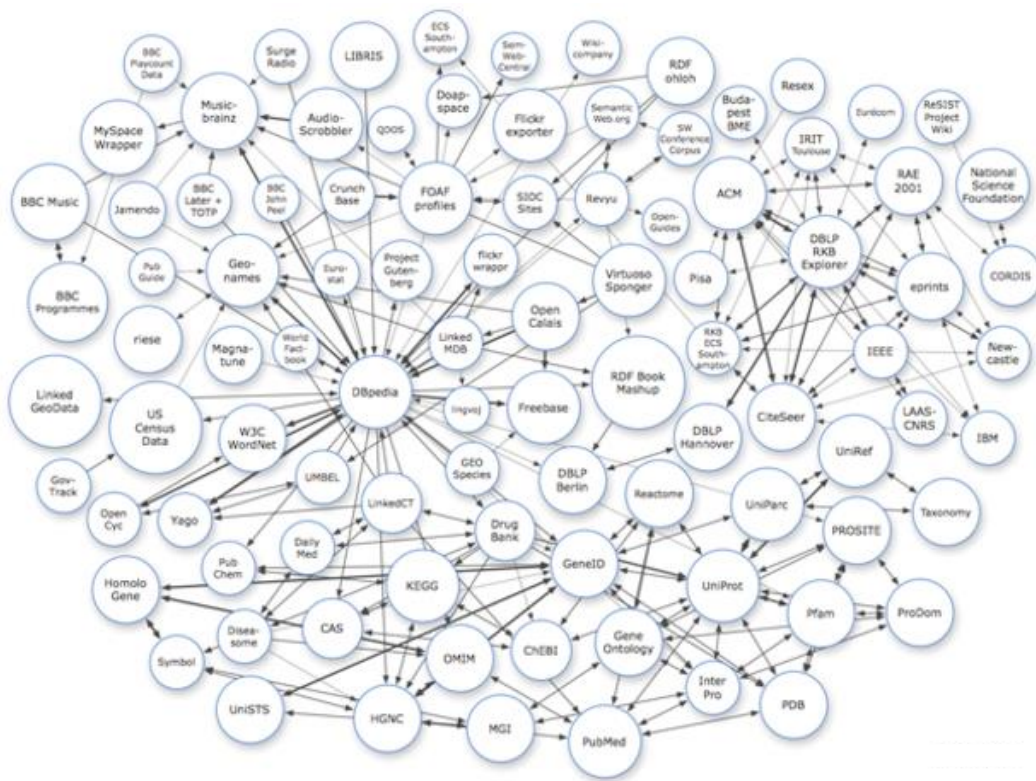 BBC
Playcount
Data
Surge
Radio
LIBRIS
ECS
South-
ampton
Sem-
Web-
Central
Wiki-
company
RDF
ohloh
Music-
brainz
Audio-
Scrobbler
Doap-
space
Flickr
exporter
Semantic
Web.org
Buda-
pest
BME
Resex
Eurécom
ReSIST
Project
Wiki
MySpace
Wrapper
QDOS
SW
Conference
Corpus
IRIT
Toulouse
National
Science
Foundation
BBC Music
Jamendo
BBC
Later +
TOTP
BBC
John
Peel
Crunch
Base
FOAF
profiles
SIOC
Sites
Revyu
Open-
Guides
ACM
RAE
2001
DBLP
RKB
Explorer
Pub
Guide
Geo-
names
Euro-
stat
Project
Guten-
berg
flickr
wrappr
Virtuoso
Sponger
Pisa
eprints
CORDIS
BBC
Programmes
riese
World
Fact-
book
Magna-
tune
Linked
MDB
Open
Calais
RKB
ECS
South-
ampton
IEEE
New-
castle
Linked
GeoData
US
Census
Data
DBpedia
lingvoj
Freebase
RDF Book
Mashup
CiteSeer
LAAS-
CNRS
IBM
W3C
WordNet
DBLP
Hannover
UniRef
Gov-
Track
UMBEL
GEO
Species
DBLP
Berlin
Reactome
UniParc
Taxonomy
Open
Cyc
Yago
LinkedCT
Drug
Bank
PROSITE
Daily
Med
Pub
Chem
GeneID
Homolo
Gene
KEGG
UniProt
Pfam
ProDom
Disea-
some
CAS
ChEBI
Gene
Ontology
Symbol
OMIM
Inter
Pro
UniSTS
HGNC
MGI
PubMed
PDB